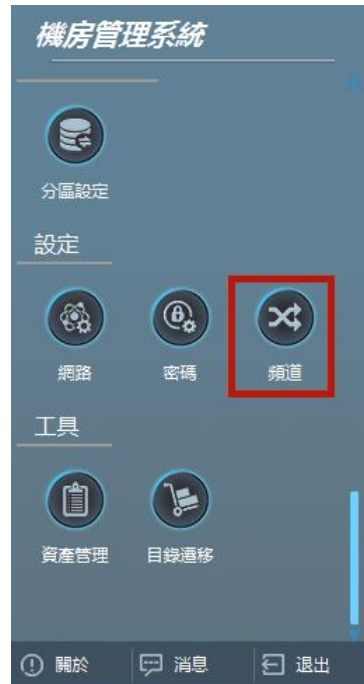 機房管理系統
分區設定
設定
網路 密碼 頻道
工具
資產管理 目錄遷移
關於 消息 退出